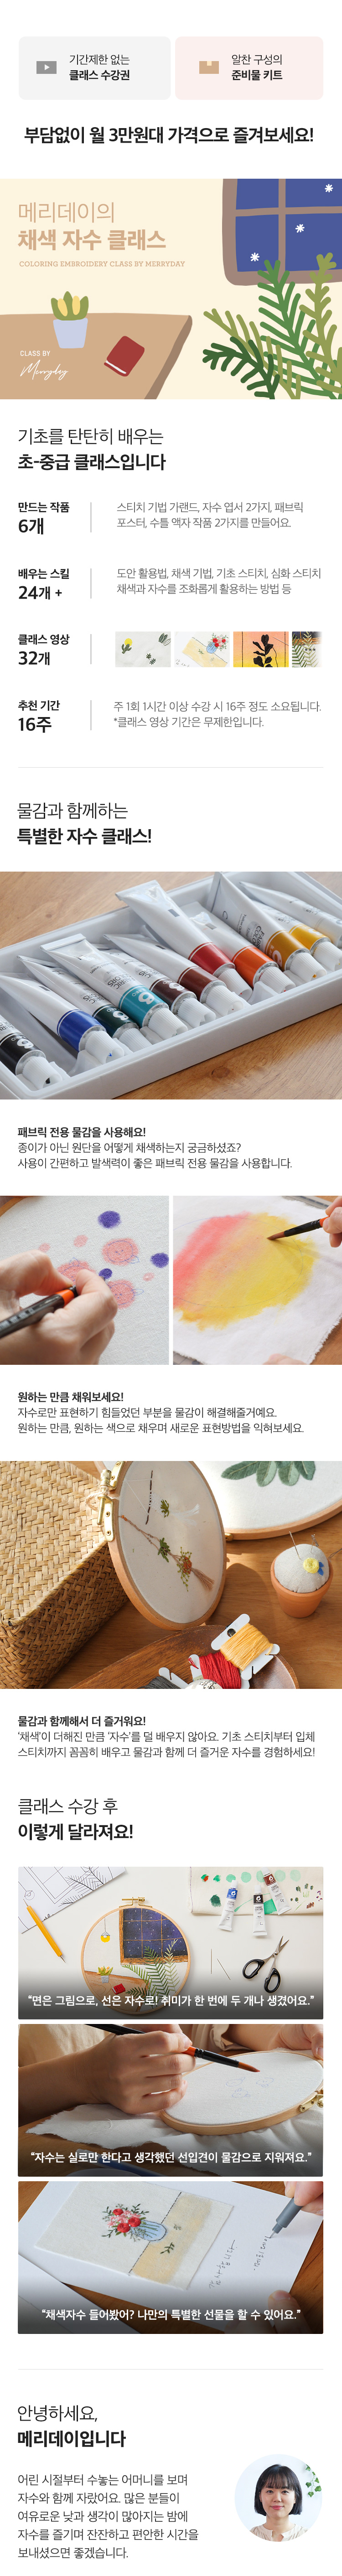 기간제한 없는
클래스 수강권
알찬 구성의
준비물 키트
부담없이 월 3만원대 가격으로 즐겨보세요!
메리데이의
채색 자수 클래스
COLORING EMBROIDERY CLASS BY MERRYDAY
CLASS BY
Merryday
기초를 탄탄히 배우는
초-중급 클래스입니다
만드는 작품
6개
스티치 기법 가랜드, 자수 엽서 2가지, 패브릭
포스터, 수틀 액자 작품 2가지를 만들어요.
배우는 스킬
24개 +
도안 활용법, 채색 기법, 기초 스티치, 심화 스티치
채색과 자수를 조화롭게 활용하는 방법 등
클래스 영상
32개
추천 기간
16주
주 1회 1시간 이상 수강 시 16주 정도 소요됩니다.
*클래스 영상 기간은 무제한입니다.
물감과 함께하는
특별한 자수 클래스!
패브릭 전용 물감을 사용해요!
종이가 아닌 원단을 어떻게 채색하는지 궁금하셨죠?
사용이 간편하고 발색력이 좋은 패브릭 전용 물감을 사용합니다.
원하는 만큼 채워보세요!
자수로만 표현하기 힘들었던 부분을 물감이 해결해줄거예요.
원하는 만큼, 원하는 색으로 채우며 새로운 표현방법을 익혀보세요.
물감과 함께해서 더 즐거워요!
'채색'이 더해진 만큼 '자수'를 덜 배우지 않아요. 기초 스티치부터 입체
스티치까지 꼼꼼히 배우고 물감과 함께 더 즐거운 자수를 경험하세요!
클래스 수강 후
이렇게 달라져요!
“면은 그림으로, 선은 자수로! 취미가 한 번에 두 개나 생겼어요.”
“자수는 실로만 한다고 생각했던 선입견이 물감으로 지워져요.”
“채색자수 들어봤어? 나만의 특별한 선물을 할 수 있어요.”
안녕하세요,
메리데이입니다
어린 시절부터 수놓는 어머니를 보며
자수와 함께 자랐어요. 많은 분들이
여유로운 낮과 생각이 많아지는 밤에
자수를 즐기며 잔잔하고 편안한 시간을
보내셨으면 좋겠습니다.